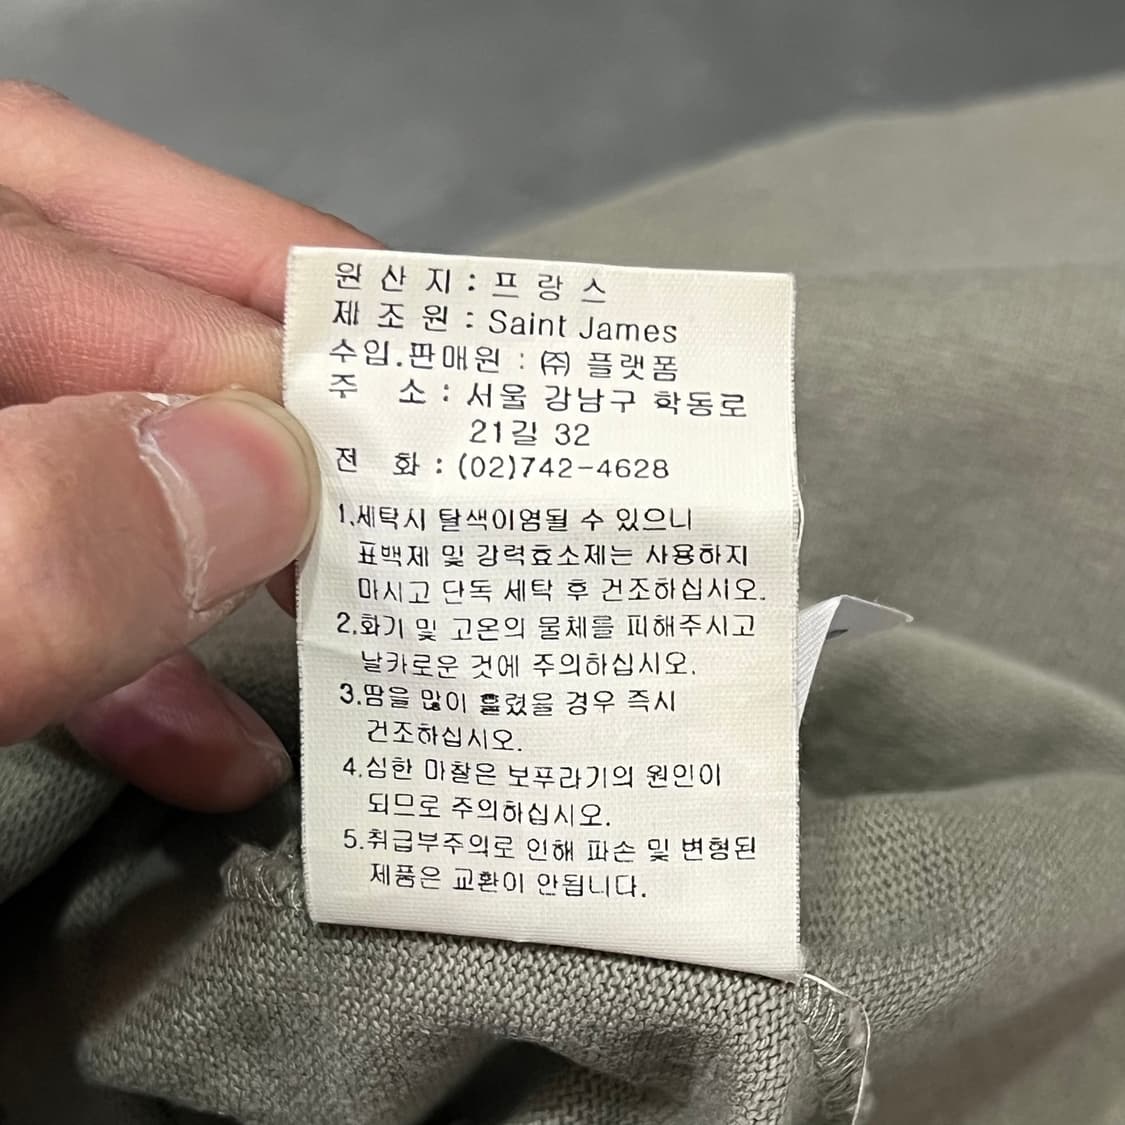 원 산 지 : 프 랑 스
제 조 원 : Saint James
수입.판매원 : ㈜ 플랫폼
주 소 : 서울 강남구 학동로
21길 32
전 화 : (02)742-4628
1.세탁시 탈색이염될 수 있으니
표백제 및 강력효소제는 사용하지
마시고 단독 세탁 후 건조하십시오.
2.화기 및 고온의 물체를 피해주시고
날카로운 것에 주의하십시오.
3.땀을 많이 흘렸을 경우 즉시
건조하십시오.
4.심한 마찰은 보푸라기의 원인이
되므로 주의하십시오.
5.취급부주의로 인해 파손 및 변형된
제품은 교환이 안됩니다.